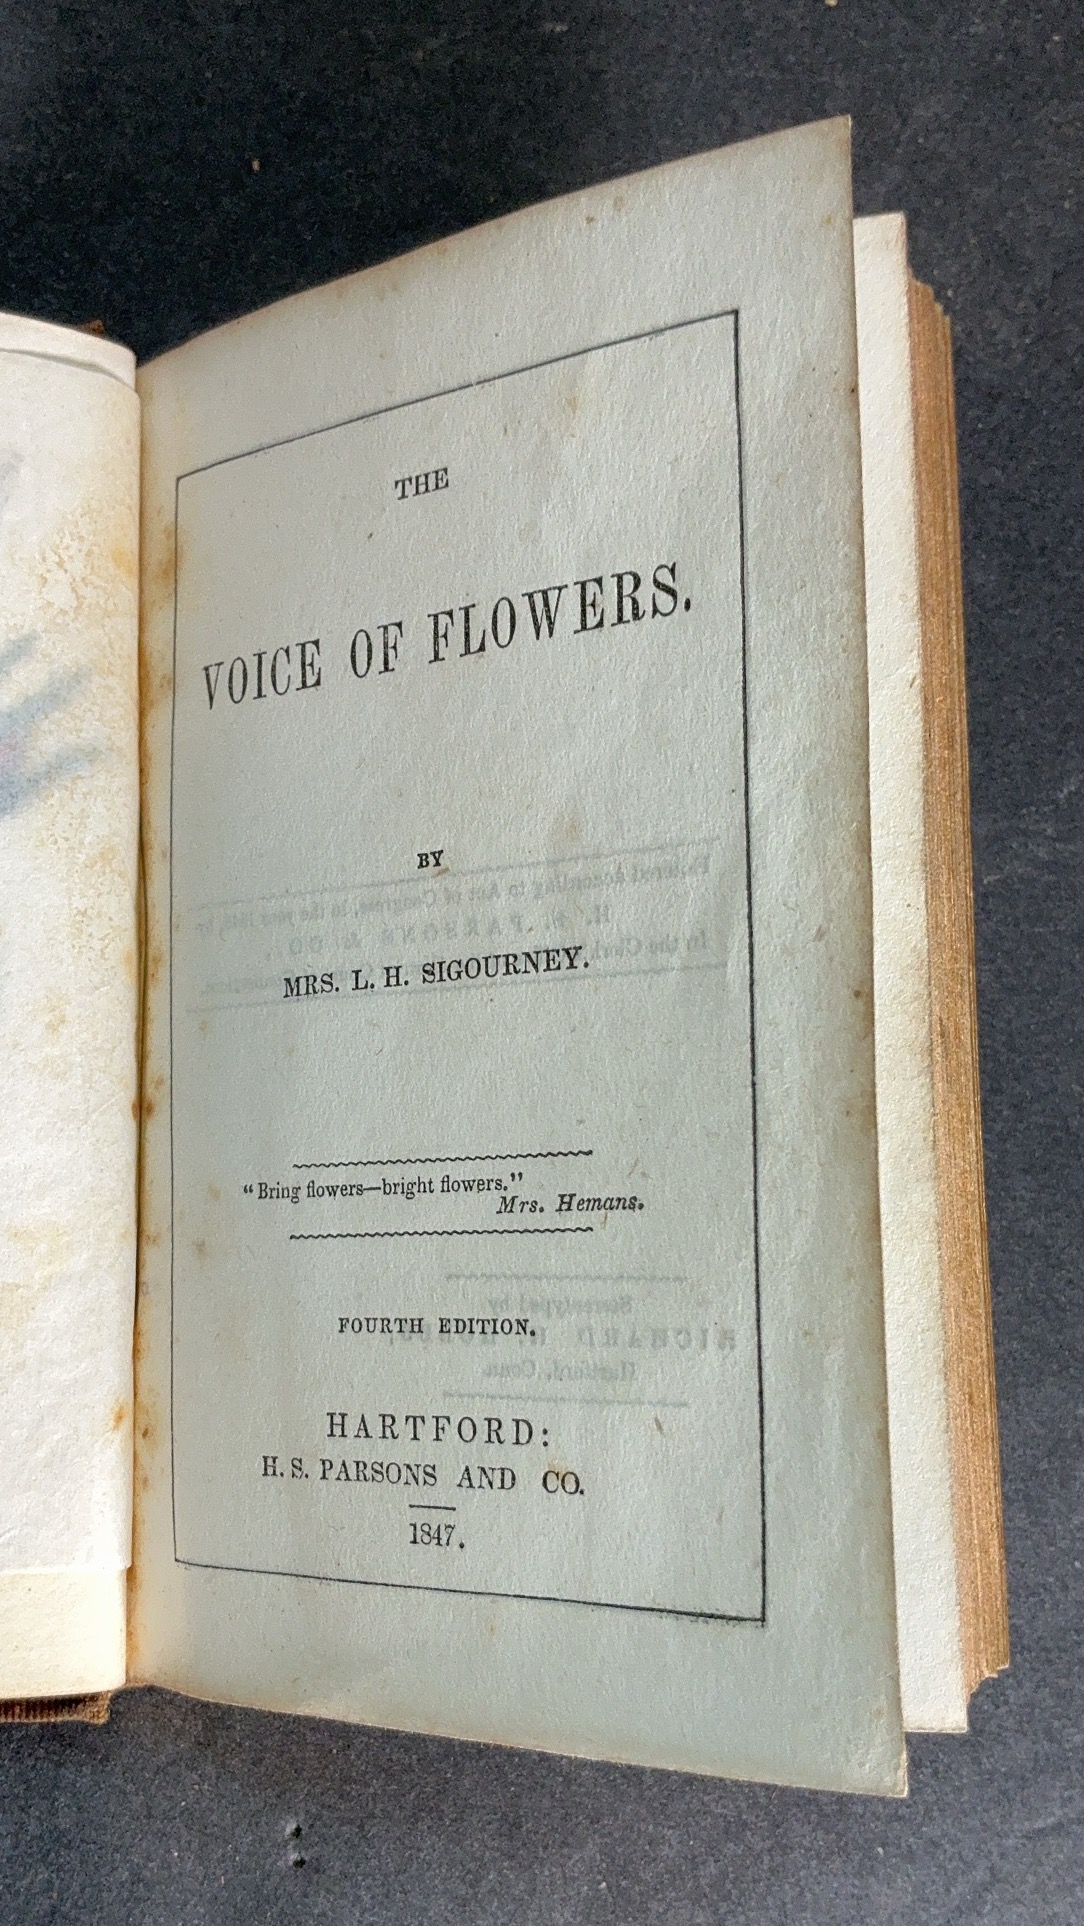 THE
VOICE OF FLOWERS.
BY
MRS. L. H. SIGOURNEY.
"Bring flowers—bright flowers."
Mrs. Hemans.
FOURTH EDITION.
HARTFORD:
H. S. PARSONS AND CO.
1847.